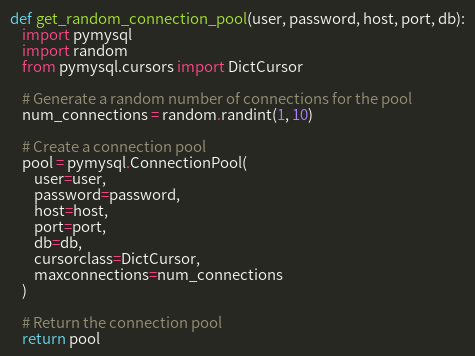 def get_random_connection_pool(user, password, host, port, db):
    import pymysql
    import random
    from pymysql.cursors import DictCursor

    # Generate a random number of connections for the pool
    num_connections = random.randint(1, 10)

    # Create a connection pool
    pool = pymysql.ConnectionPool(
        user=user,
        password=password,
        host=host,
        port=port,
        db=db,
        cursorclass=DictCursor,
        maxconnections=num_connections
    )

    # Return the connection pool
    return pool